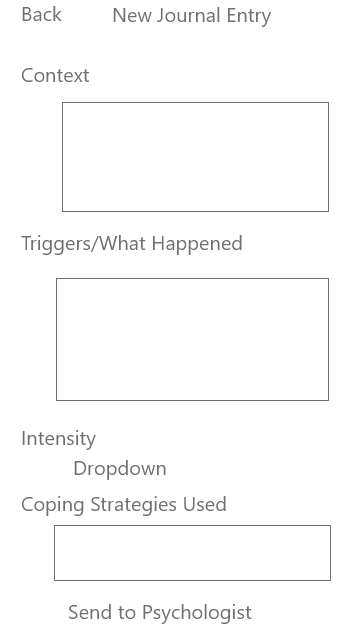 Back New Journal Entry
Context
Triggers/What Happened
Intensity
Dropdown
Coping Strategies Used
Send to Psychologist